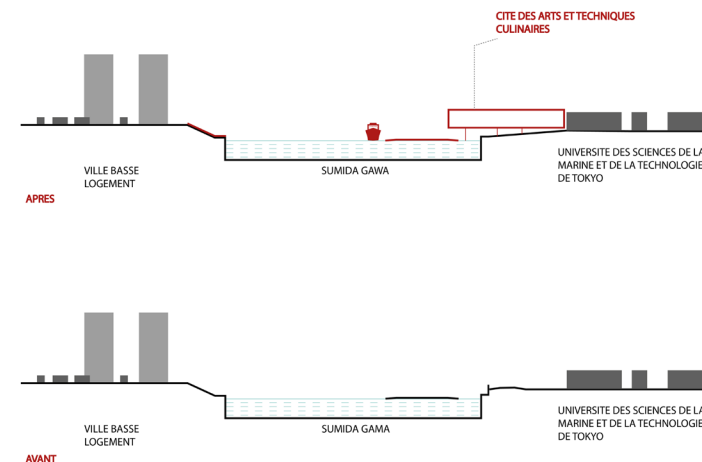 CITE DES ARTS ET TECHNIQUES
CULINAIRES
VILLE BASSE
LOGEMENT
SUMIDA GAWA
UNIVERSITE DES SCIENCES DE LA
MARINE ET DE LA TECHNOLOGIE
DE TOKYO
APRES
VILLE BASSE
LOGEMENT
SUMIDA GAMA
UNIVERSITE DES SCIENCES DE LA
MARINE ET DE LA TECHNOLOGIE
DE TOKYO
AVANT